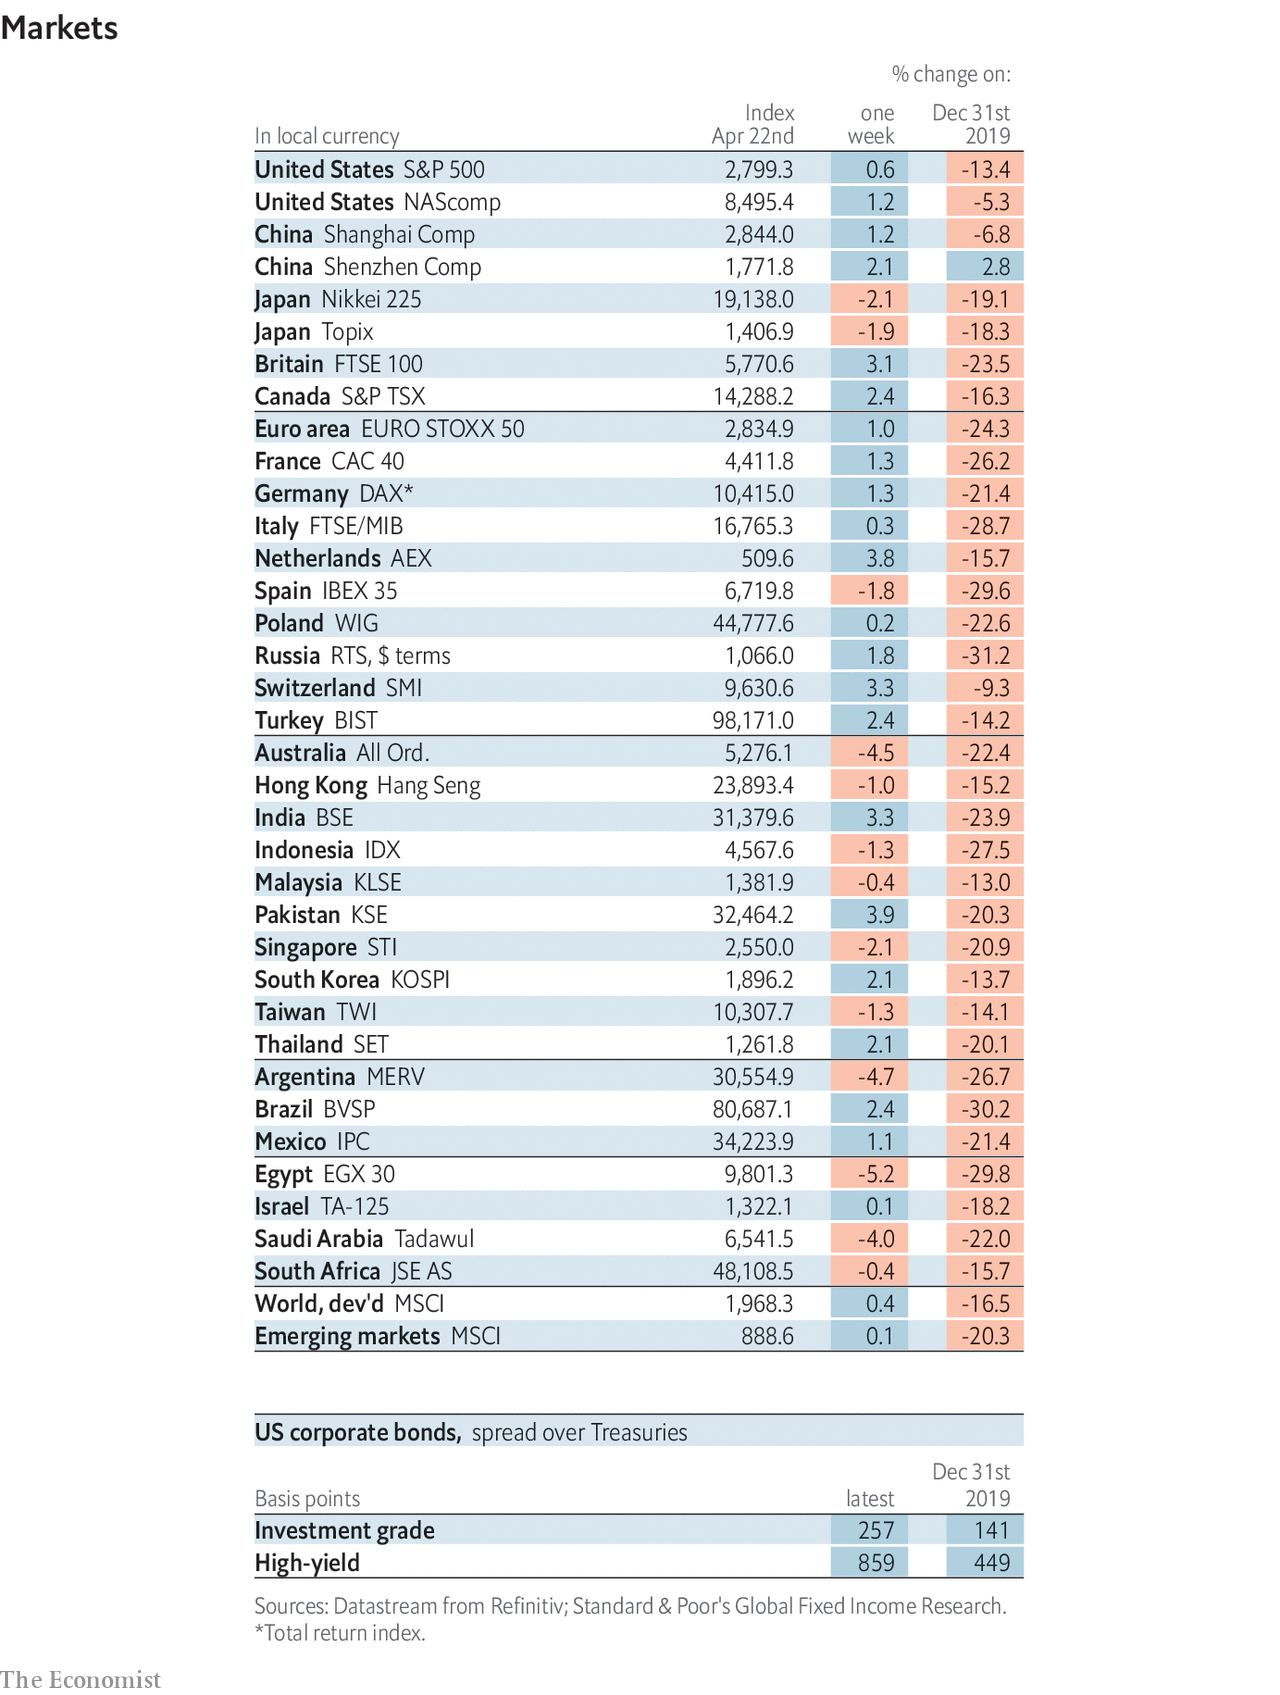 Markets
% change on:
Index one Dec 31st
In local currency Apr 22nd week 2019
United States S&P 500 2,799.3 0.6 -13.4
United States NAScomp 8,495.4 1.2 -5.3
China Shanghai Comp 2,844.0 1.2 -6.8
China Shenzhen Comp 1,771.8 2.1 2.8
Japan Nikkei 225 19,138.0 -2.1 -19.1
Japan Topix 1,406.9 -1.9 -18.3
Britain FTSE 100 5,770.6 3.1 -23.5
Canada S&P TSX 14,288.2 2.4 -16.3
Euro area EURO STOXX 50 2,834.9 1.0 -24.3
France CAC 40 4,411.8 1.3 -26.2
Germany DAX* 10,415.0 1.3 -21.4
Italy FTSE/MIB 16,765.3 0.3 -28.7
Netherlands AEX 509.6 3.8 -15.7
Spain IBEX 35 6,719.8 -1.8 -29.6
Poland WIG 44,777.6 0.2 -22.6
Russia RTS, $ terms 1,066.0 1.8 -31.2
Switzerland SMI 9,630.6 3.3 -9.3
Turkey BIST 98,171.0 2.4 -14.2
Australia All Ord. 5,276.1 -4.5 -22.4
Hong Kong Hang Seng 23,893.4 -1.0 -15.2
India BSE 31,379.6 3.3 -23.9
Indonesia IDX 4,567.6 -1.3 -27.5
Malaysia KLSE 1,381.9 -0.4 -13.0
Pakistan KSE 32,464.2 3.9 -20.3
Singapore STI 2,550.0 -2.1 -20.9
South Korea KOSPI 1,896.2 2.1 -13.7
Taiwan TWI 10,307.7 -1.3 -14.1
Thailand SET 1,261.8 2.1 -20.1
Argentina MERV 30,554.9 -4.7 -26.7
Brazil BVSP 80,687.1 2.4 -30.2
Mexico IPC 34,223.9 1.1 -21.4
Egypt EGX 30 9,801.3 -5.2 -29.8
Israel TA-125 1,322.1 0.1 -18.2
Saudi Arabia Tadawul 6,541.5 -4.0 -22.0
South Africa JSE AS 48,108.5 -0.4 -15.7
World, dev'd MSCI 1,968.3 0.4 -16.5
Emerging markets MSCI 888.6 0.1 -20.3
US corporate bonds, spread over Treasuries
Dec 31st
Basis points latest 2019
Investment grade 257 141
High-yield 859 449
Sources: Datastream from Refinitiv; Standard & Poor's Global Fixed Income Research.
*Total return index.
The Economist